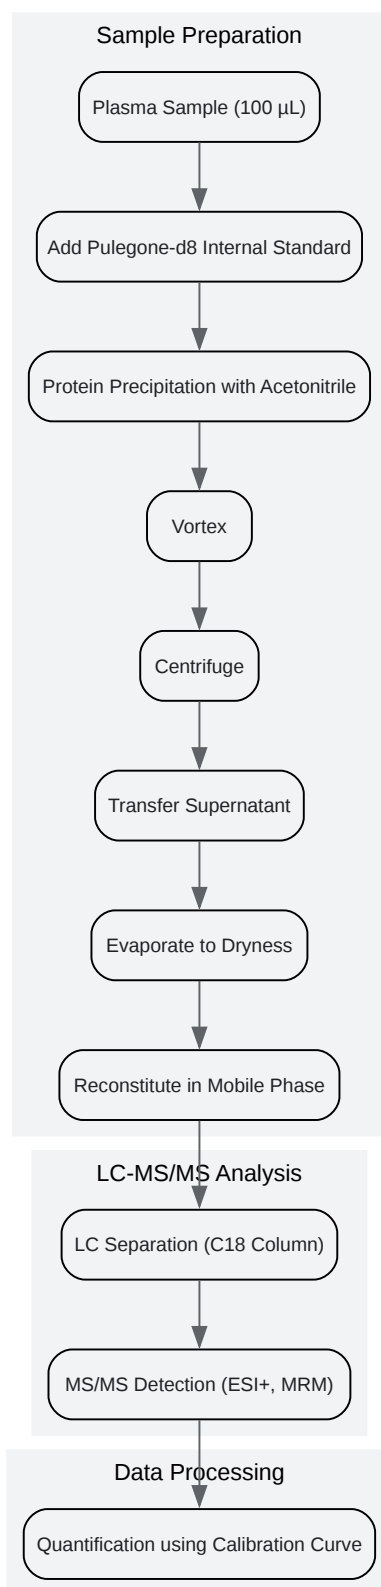 Sample Preparation
Plasma Sample (100 µL)
Add Pulegone-d8 Internal Standard
Protein Precipitation with Acetonitrile
Vortex
Centrifuge
Transfer Supernatant
Evaporate to Dryness
Reconstitute in Mobile Phase
LC-MS/MS Analysis
LC Separation (C18 Column)
MS/MS Detection (ESI+, MRM)
Data Processing
Quantification using Calibration Curve